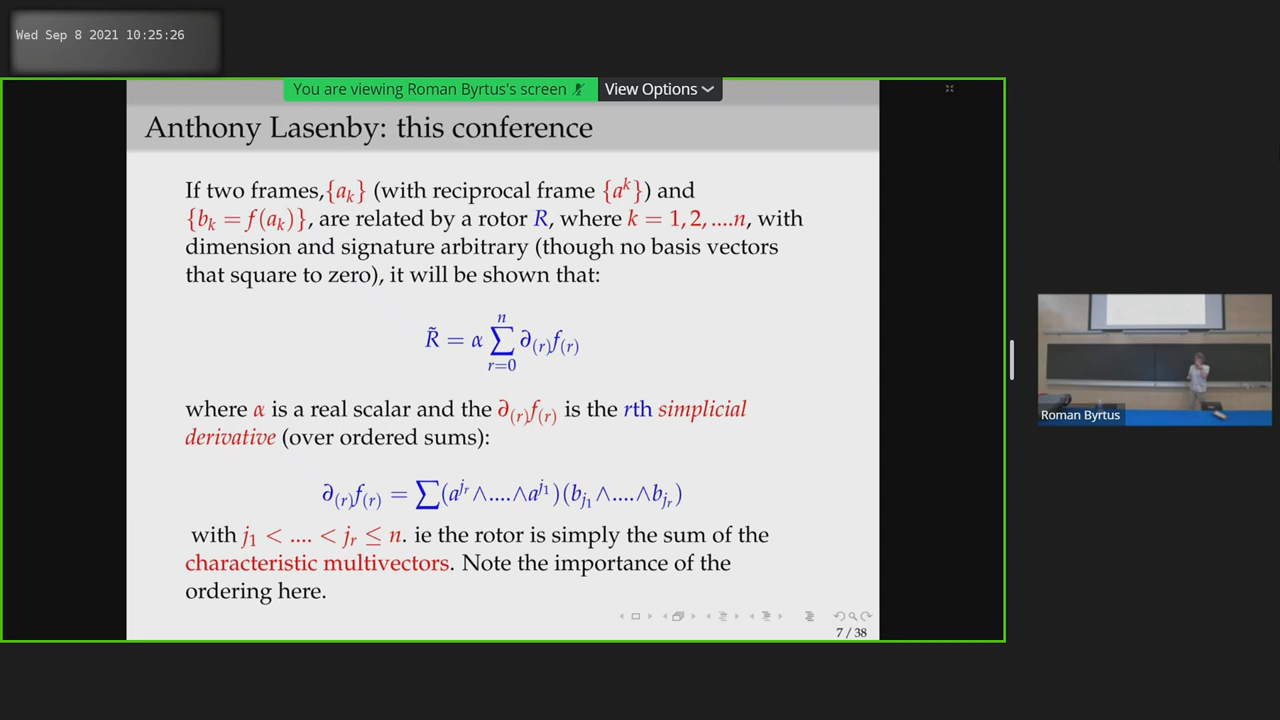 Wed Sep 8 2021 10:25:26
You are viewing Roman Byrtus's screen
View Options
Anthony Lasenby: this conference
If two frames,{a_k} (with reciprocal frame {a^k}) and
{b_k = f(a_k)}, are related by a rotor R, where k = 1, 2, ....n, with
dimension and signature arbitrary (though no basis vectors
that square to zero), it will be shown that:
R̃ = α ∑_{r=0}^{n} ∂_(r) f_(r)
where α is a real scalar and the ∂_(r) f_(r) is the rth simplicial
derivative (over ordered sums):
∂_(r) f_(r) = ∑(a^{j_r} ∧ .... ∧ a^{j_1})(b_{j_1} ∧ .... ∧ b_{j_r})
with j_1 < .... < j_r ≤ n. ie the rotor is simply the sum of the
characteristic multivectors. Note the importance of the
ordering here.
7 / 38
Roman Byrtus